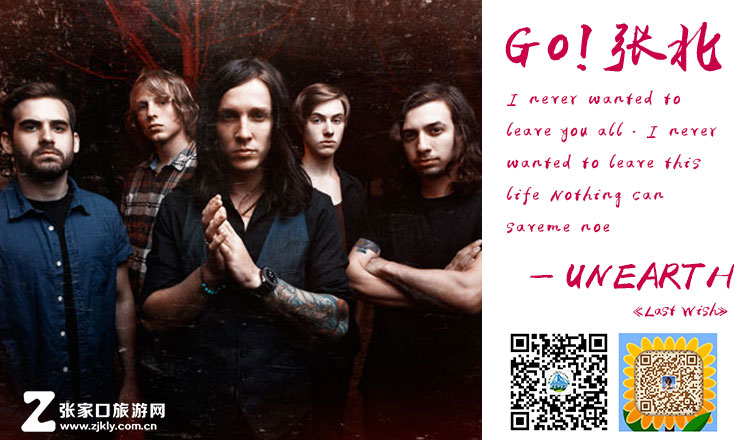 Go! 张北
I never wanted to
leave you all . I never
wanted to leave this
life Nothing can
saveme noe
— UNEARTH
《Last Wish》
Z 张家口旅游网
www.zjkly.com.cn